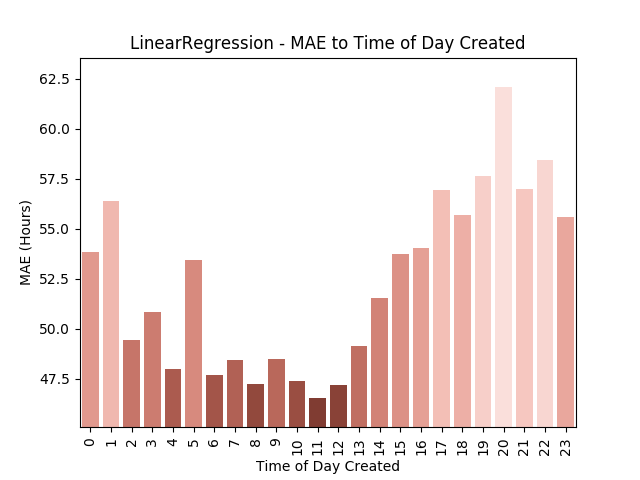 LinearRegression - MAE to Time of Day Created
MAE (Hours)
62.5
60.0
57.5
55.0
52.5
50.0
47.5
0 1 2 3 4 5 6 7 8 9 10 11 12 13 14 15 16 17 18 19 20 21 22 23
Time of Day Created